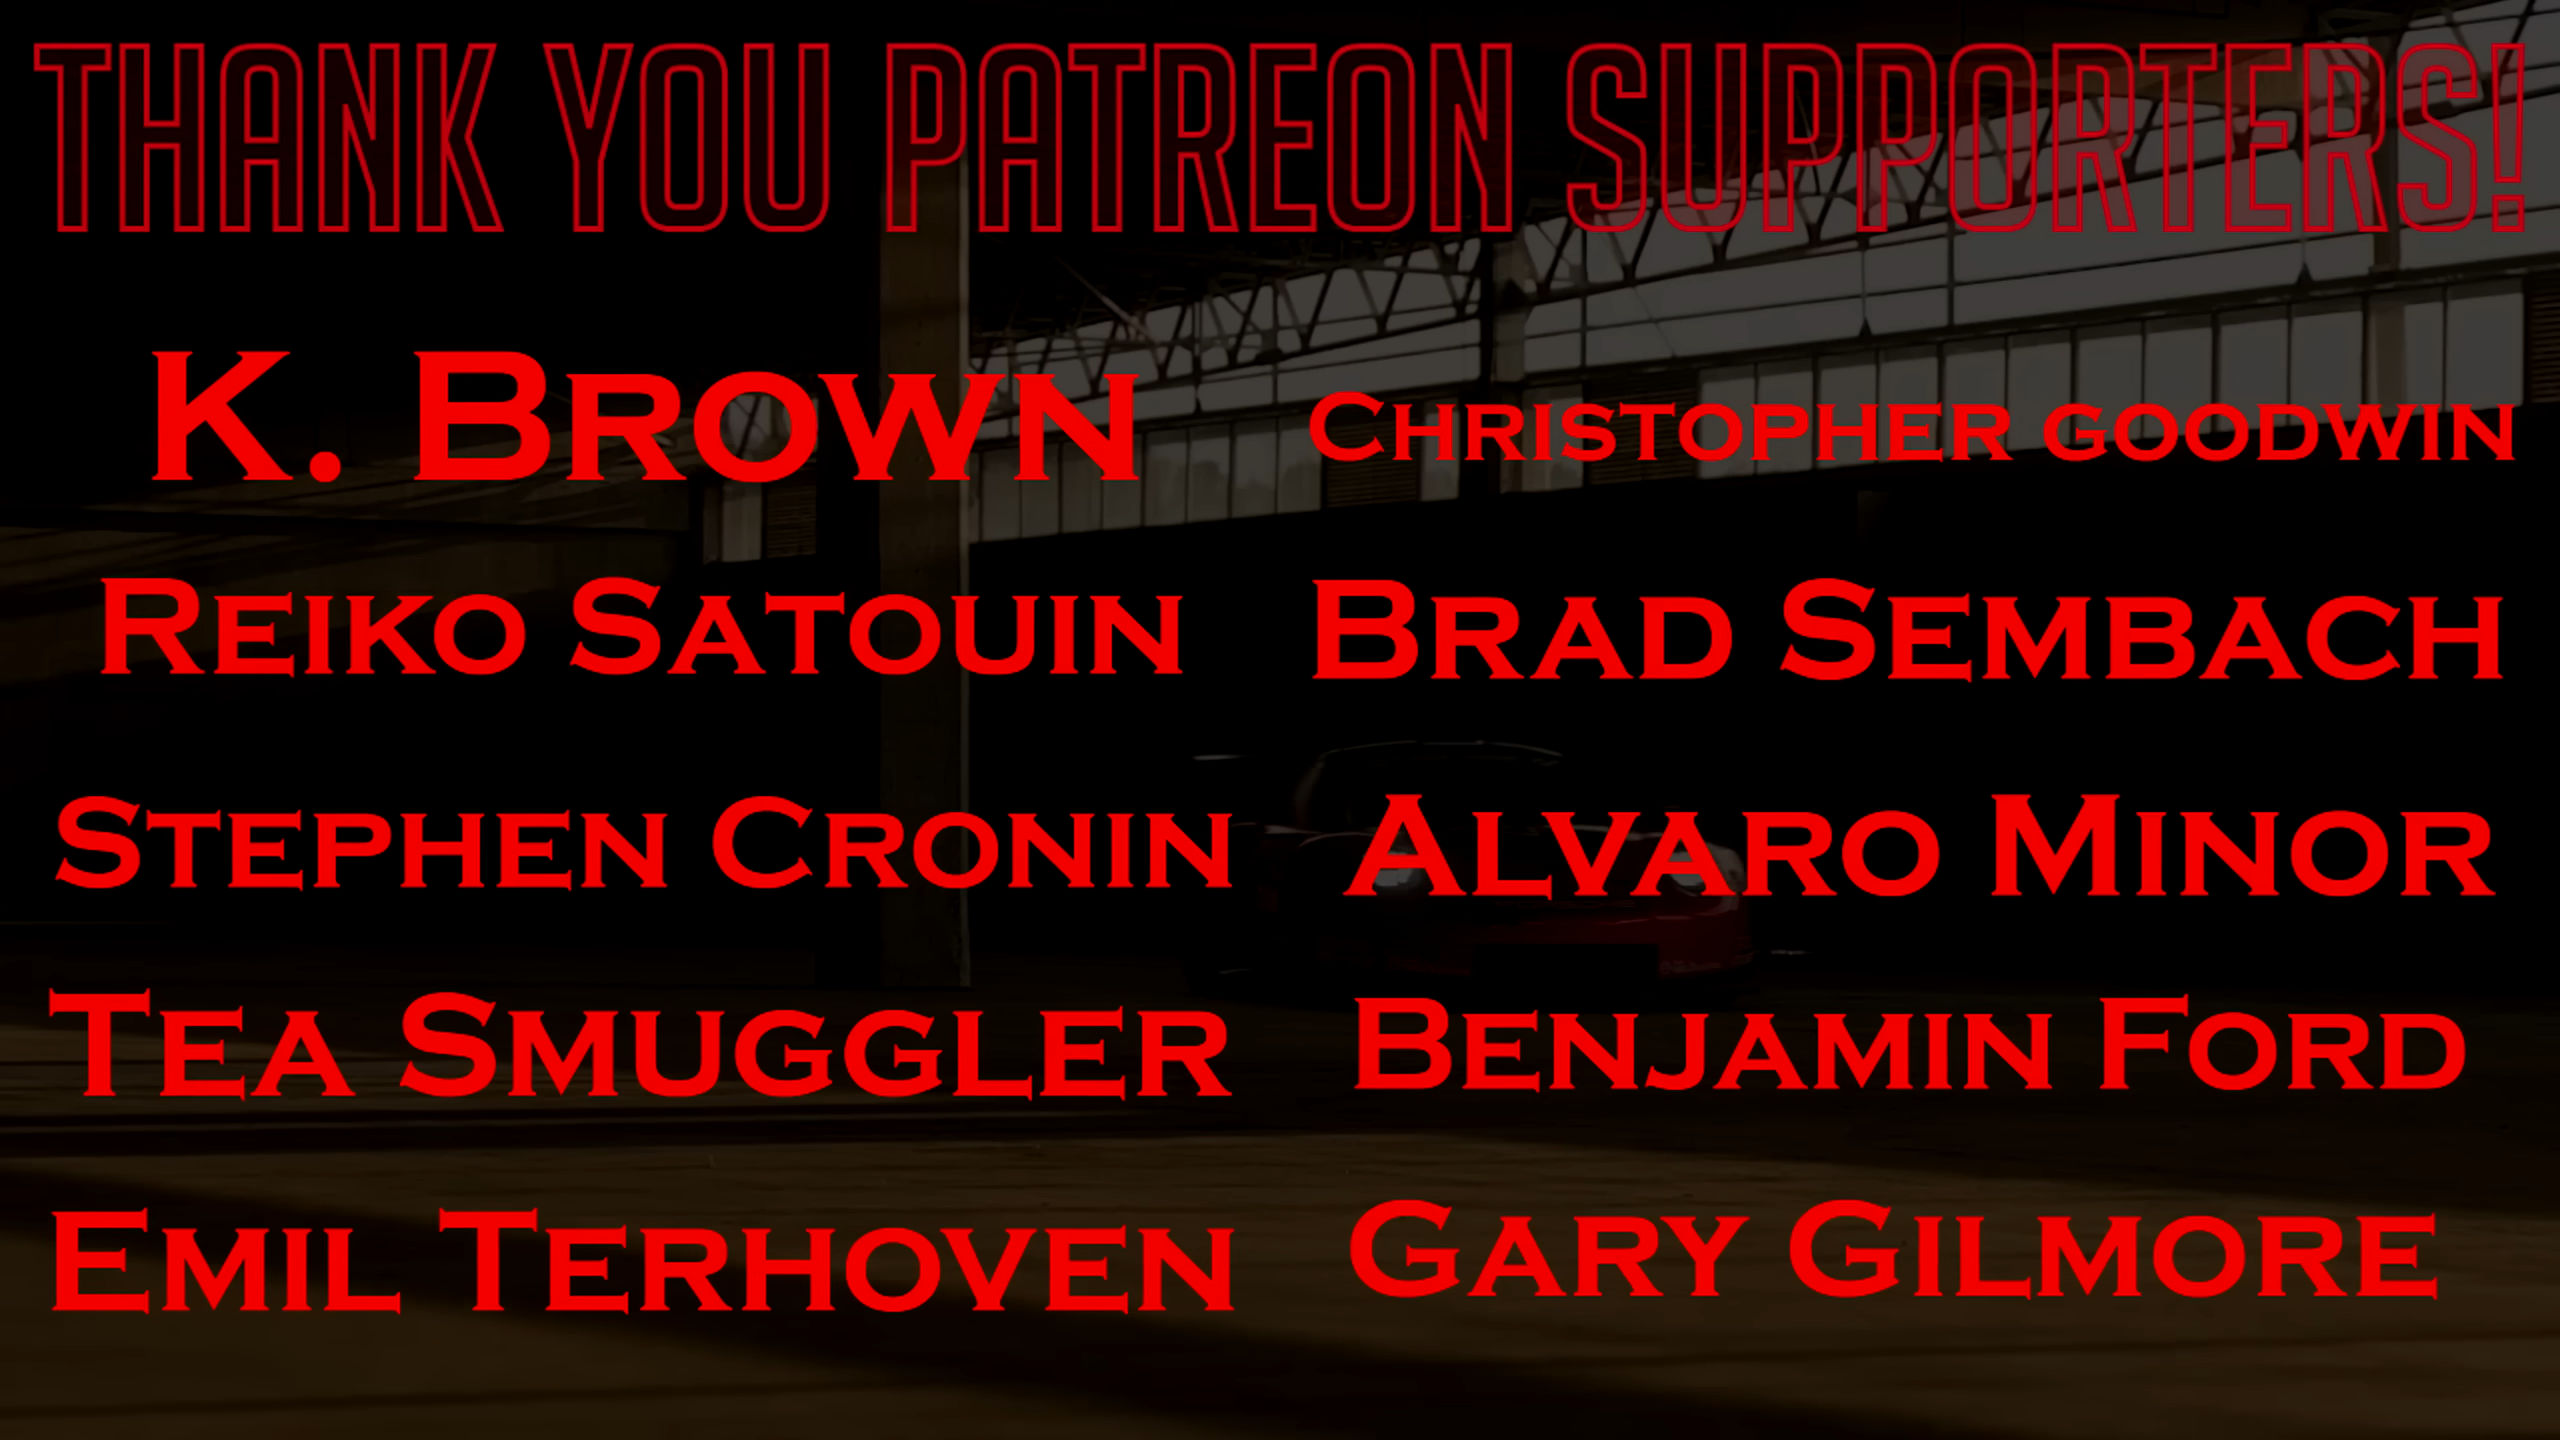 THANK YOU PATREON SUPPORTERS!
K. BROWN
CHRISTOPHER GOODWIN
REIKO SATOUIN
BRAD SEMBACH
STEPHEN CRONIN
ALVARO MINOR
TEA SMUGGLER
BENJAMIN FORD
EMIL TERHOVEN
GARY GILMORE